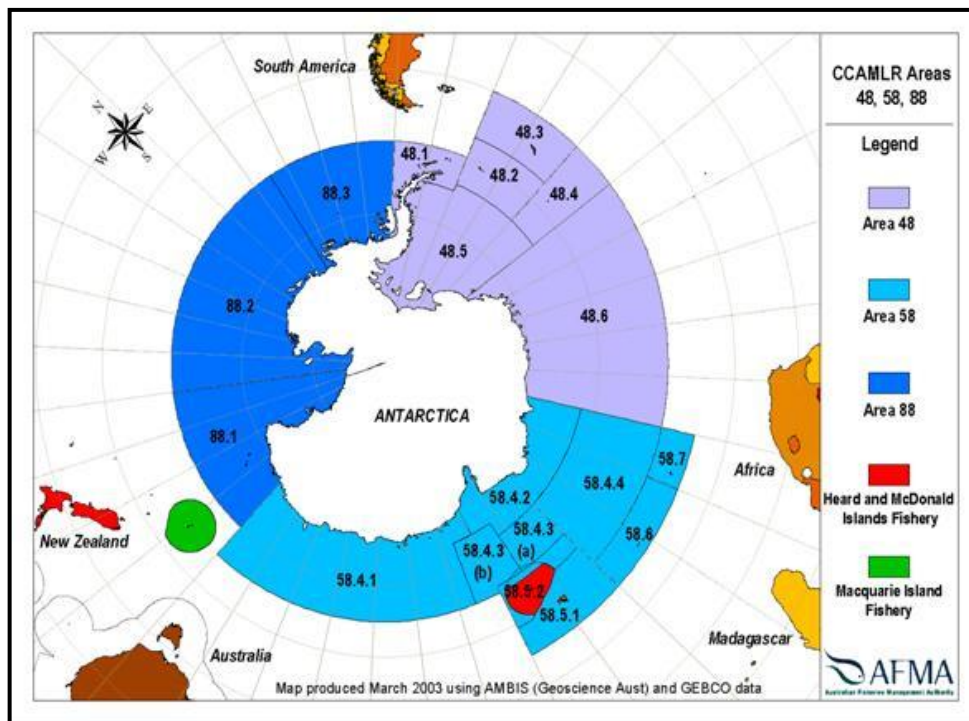 South America
N
E
W
S
48.1
48.3
48.2
48.4
88.3
48.5
88.2
48.6
ANTARCTICA
88.1
58.7
Africa
58.4.4
58.4.2
58.6
58.4.3
(a)
58.4.3
(b)
58.4.1
58.5.2
58.5.1
New Zealand
Australia
Madagascar
Map produced March 2003 using AMBIS (Geoscience Aust) and GEBCO data
CCAMLR Areas
48, 58, 88
Legend
Area 48
Area 58
Area 88
Heard and McDonald
Islands Fishery
Macquarie Island
Fishery
AFMA
Australian Fisheries Management Authority